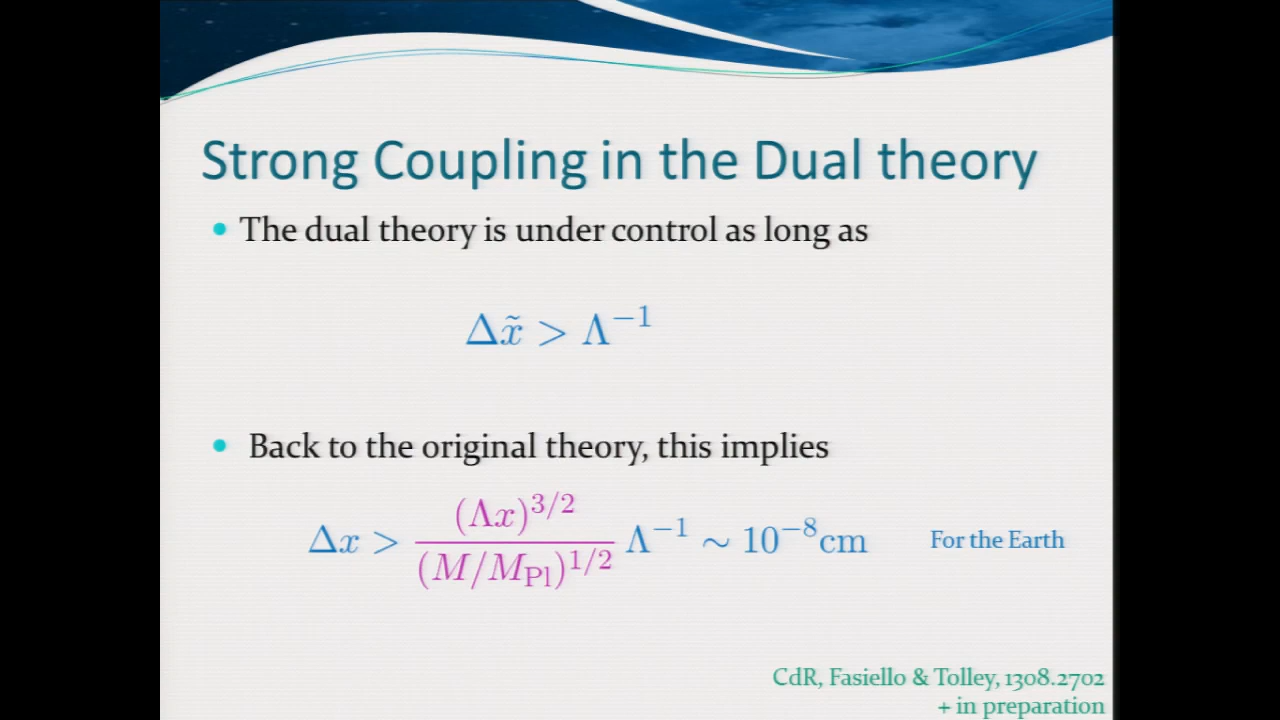 Strong Coupling in the Dual theory
• The dual theory is under control as long as
Δx̃ > Λ⁻¹
• Back to the original theory, this implies
Δx > (Λx)^{3/2} / (M/M_{Pl})^{1/2} Λ⁻¹ ~ 10⁻⁸cm For the Earth
CdR, Fasiello & Tolley, 1308.2702
+ in preparation